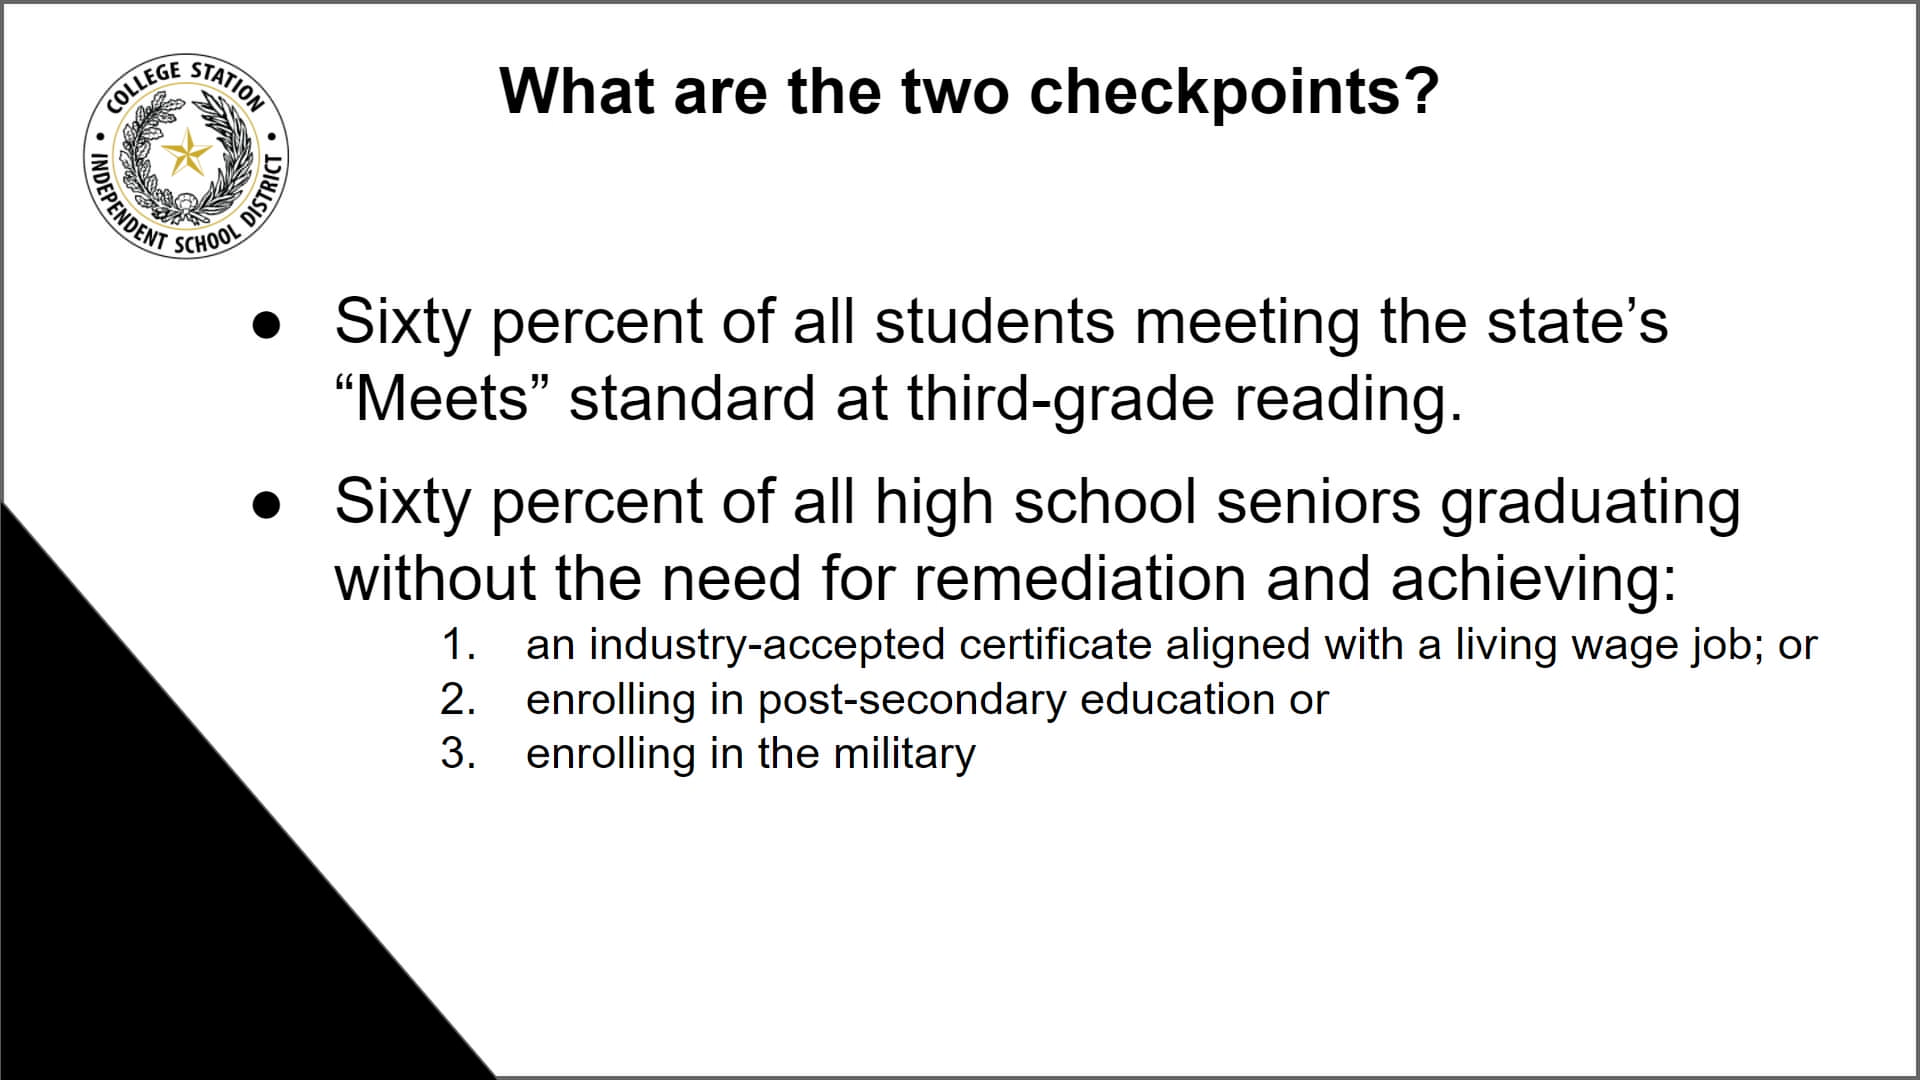 COLLEGE STATION
INDEPENDENT SCHOOL DISTRICT
What are the two checkpoints?
● Sixty percent of all students meeting the state’s
“Meets” standard at third-grade reading.
● Sixty percent of all high school seniors graduating
without the need for remediation and achieving:
1. an industry-accepted certificate aligned with a living wage job; or
2. enrolling in post-secondary education or
3. enrolling in the military